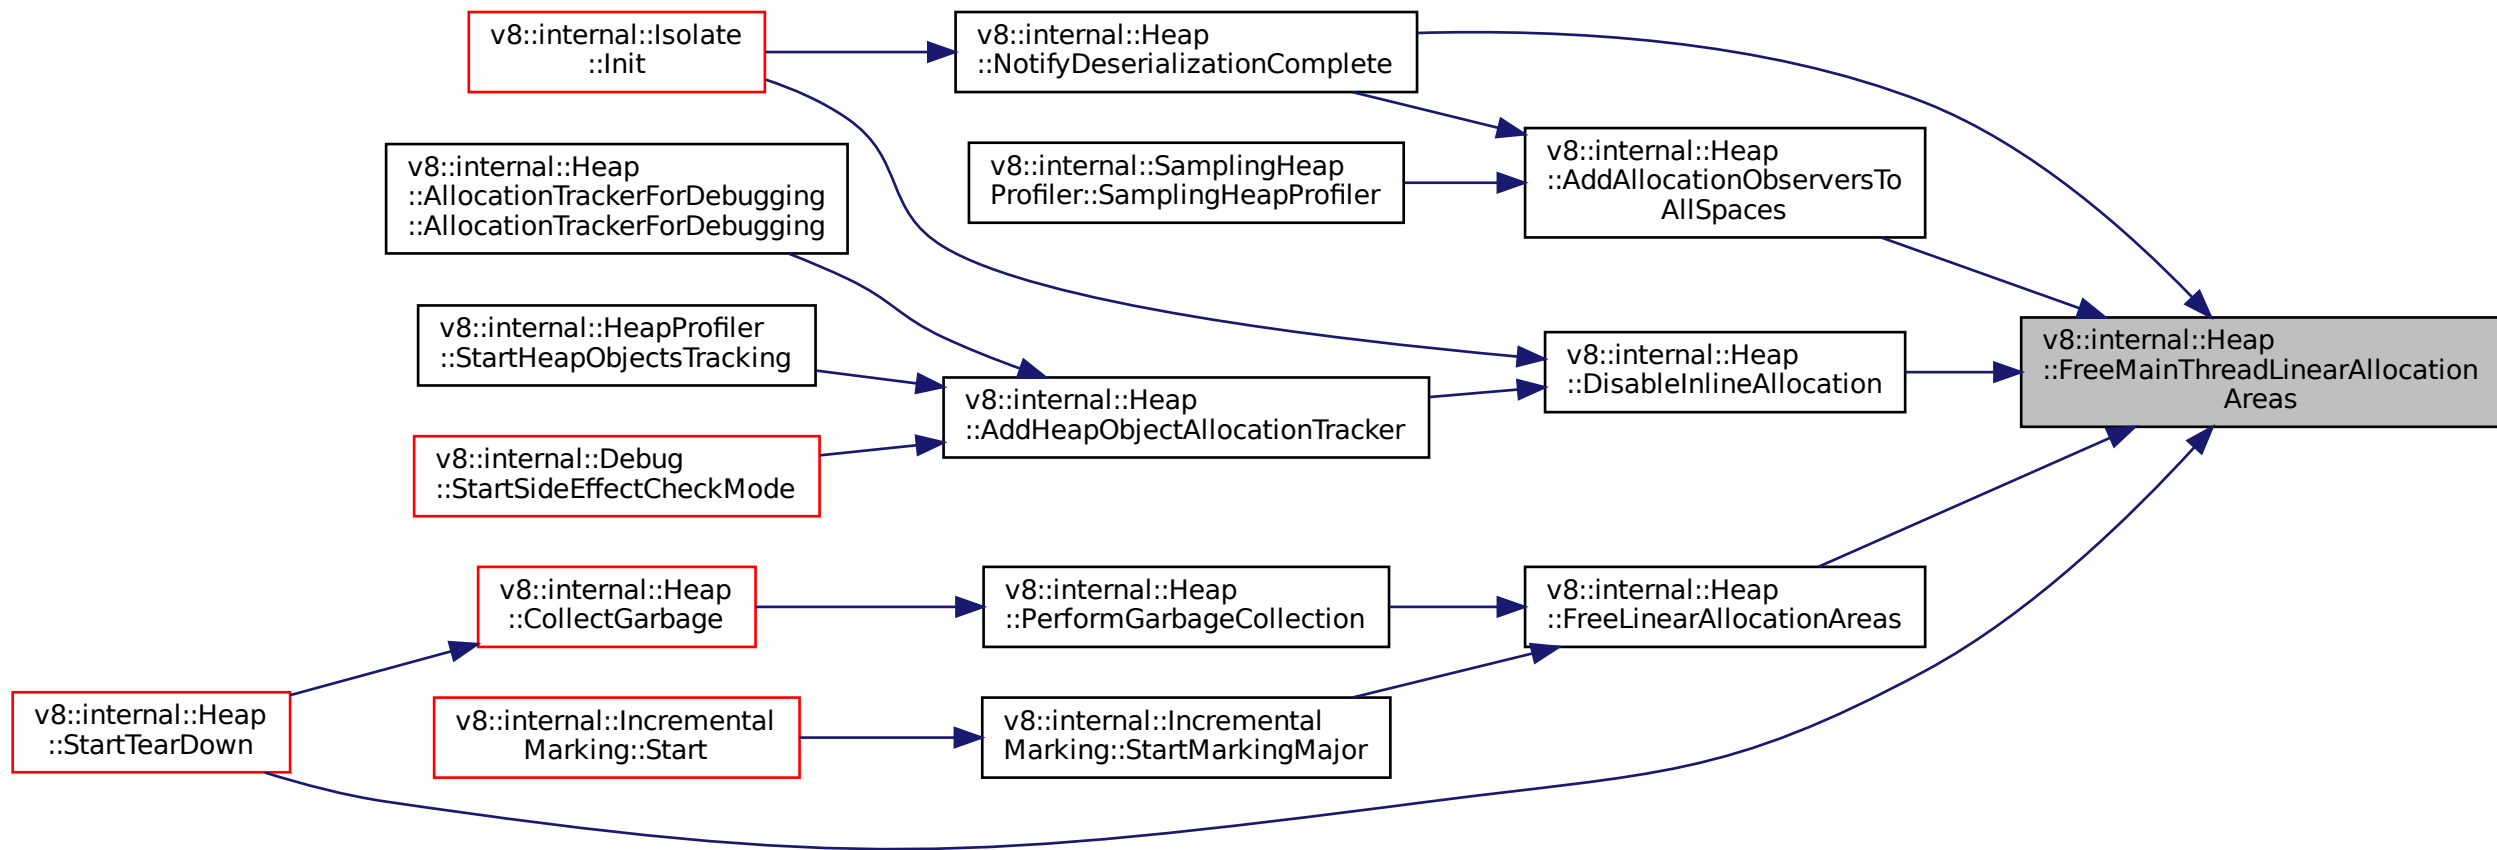 v8::internal::Isolate
::Init
v8::internal::Heap
::NotifyDeserializationComplete
v8::internal::Heap
::AllocationTrackerForDebugging
::AllocationTrackerForDebugging
v8::internal::SamplingHeap
Profiler::SamplingHeapProfiler
v8::internal::Heap
::AddAllocationObserversTo
AllSpaces
v8::internal::HeapProfiler
::StartHeapObjectsTracking
v8::internal::Heap
::AddHeapObjectAllocationTracker
v8::internal::Heap
::DisableInlineAllocation
v8::internal::Heap
::FreeMainThreadLinearAllocation
Areas
v8::internal::Debug
::StartSideEffectCheckMode
v8::internal::Heap
::CollectGarbage
v8::internal::Heap
::PerformGarbageCollection
v8::internal::Heap
::FreeLinearAllocationAreas
v8::internal::Heap
::StartTearDown
v8::internal::Incremental
Marking::Start
v8::internal::Incremental
Marking::StartMarkingMajor